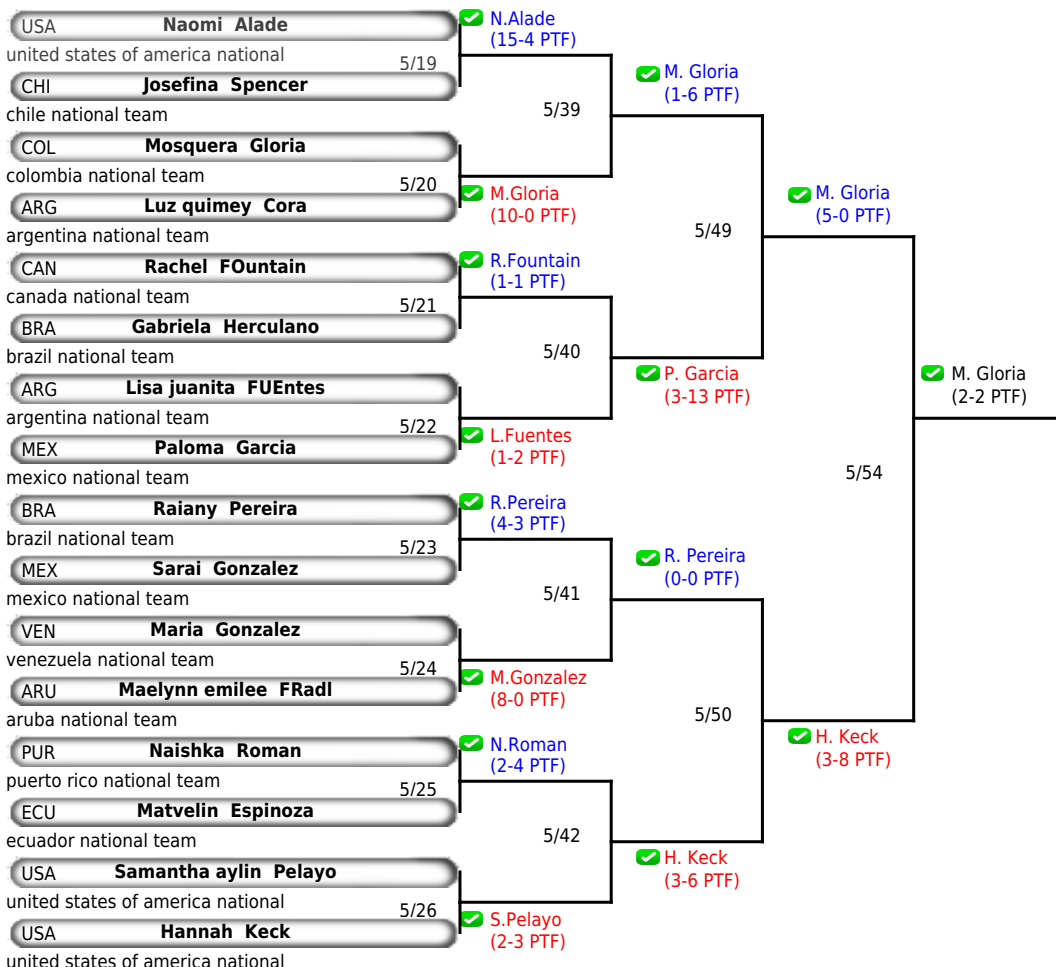 USA Naomi Alade
united states of america national
5/19
CHI Josefina Spencer
chile national team
COL Mosquera Gloria
colombia national team
5/20
ARG Luz quimey Cora
argentina national team
CAN Rachel FOuntain
canada national team
5/21
BRA Gabriela Herculano
brazil national team
ARG Lisa juanita FUEntes
argentina national team
5/22
MEX Paloma Garcia
mexico national team
BRA Raiany Pereira
brazil national team
5/23
MEX Sarai Gonzalez
mexico national team
VEN Maria Gonzalez
venezuela national team
5/24
ARU Maelynn emilee FRadl
aruba national team
PUR Naishka Roman
puerto rico national team
5/25
ECU Matvelin Espinoza
ecuador national team
USA Samantha aylin Pelayo
united states of america national
5/26
USA Hannah Keck
united states of america national
N.Alade
(15-4 PTF)
5/39
M.Gloria
(10-0 PTF)
R.Fountain
(1-1 PTF)
5/40
L.Fuentes
(1-2 PTF)
R.Pereira
(4-3 PTF)
5/41
M.Gonzalez
(8-0 PTF)
N.Roman
(2-4 PTF)
5/42
S.Pelayo
(2-3 PTF)
M. Gloria
(1-6 PTF)
5/49
P. Garcia
(3-13 PTF)
R. Pereira
(0-0 PTF)
5/50
H. Keck
(3-6 PTF)
M. Gloria
(5-0 PTF)
5/54
H. Keck
(3-8 PTF)
M. Gloria
(2-2 PTF)